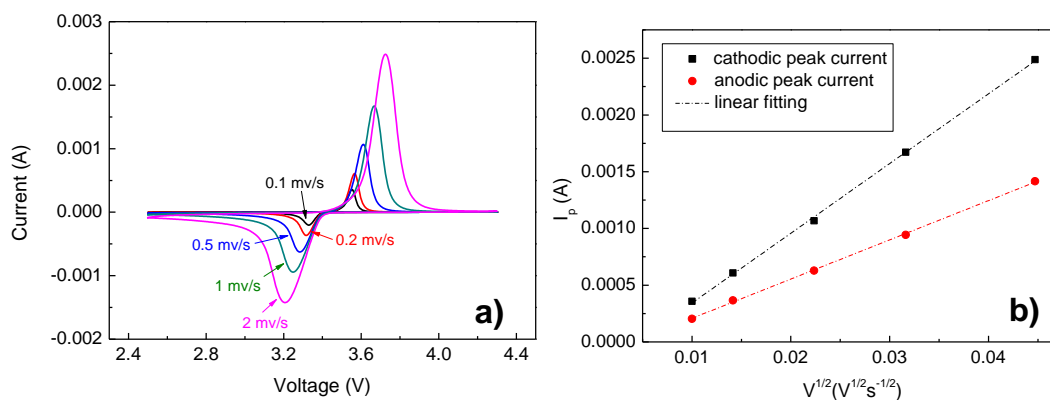 0.003
0.002
0.001
0.000
-0.001
-0.002
Current (A)
0.1 mv/s
0.2 mv/s
0.5 mv/s
1 mv/s
2 mv/s
a)
2.4 2.8 3.2 3.6 4.0 4.4
Voltage (V)
0.0025
0.0020
0.0015
0.0010
0.0005
0.0000
I_p (A)
cathodic peak current
anodic peak current
linear fitting
b)
0.01 0.02 0.03 0.04
V^1/2(V^1/2s^-1/2)